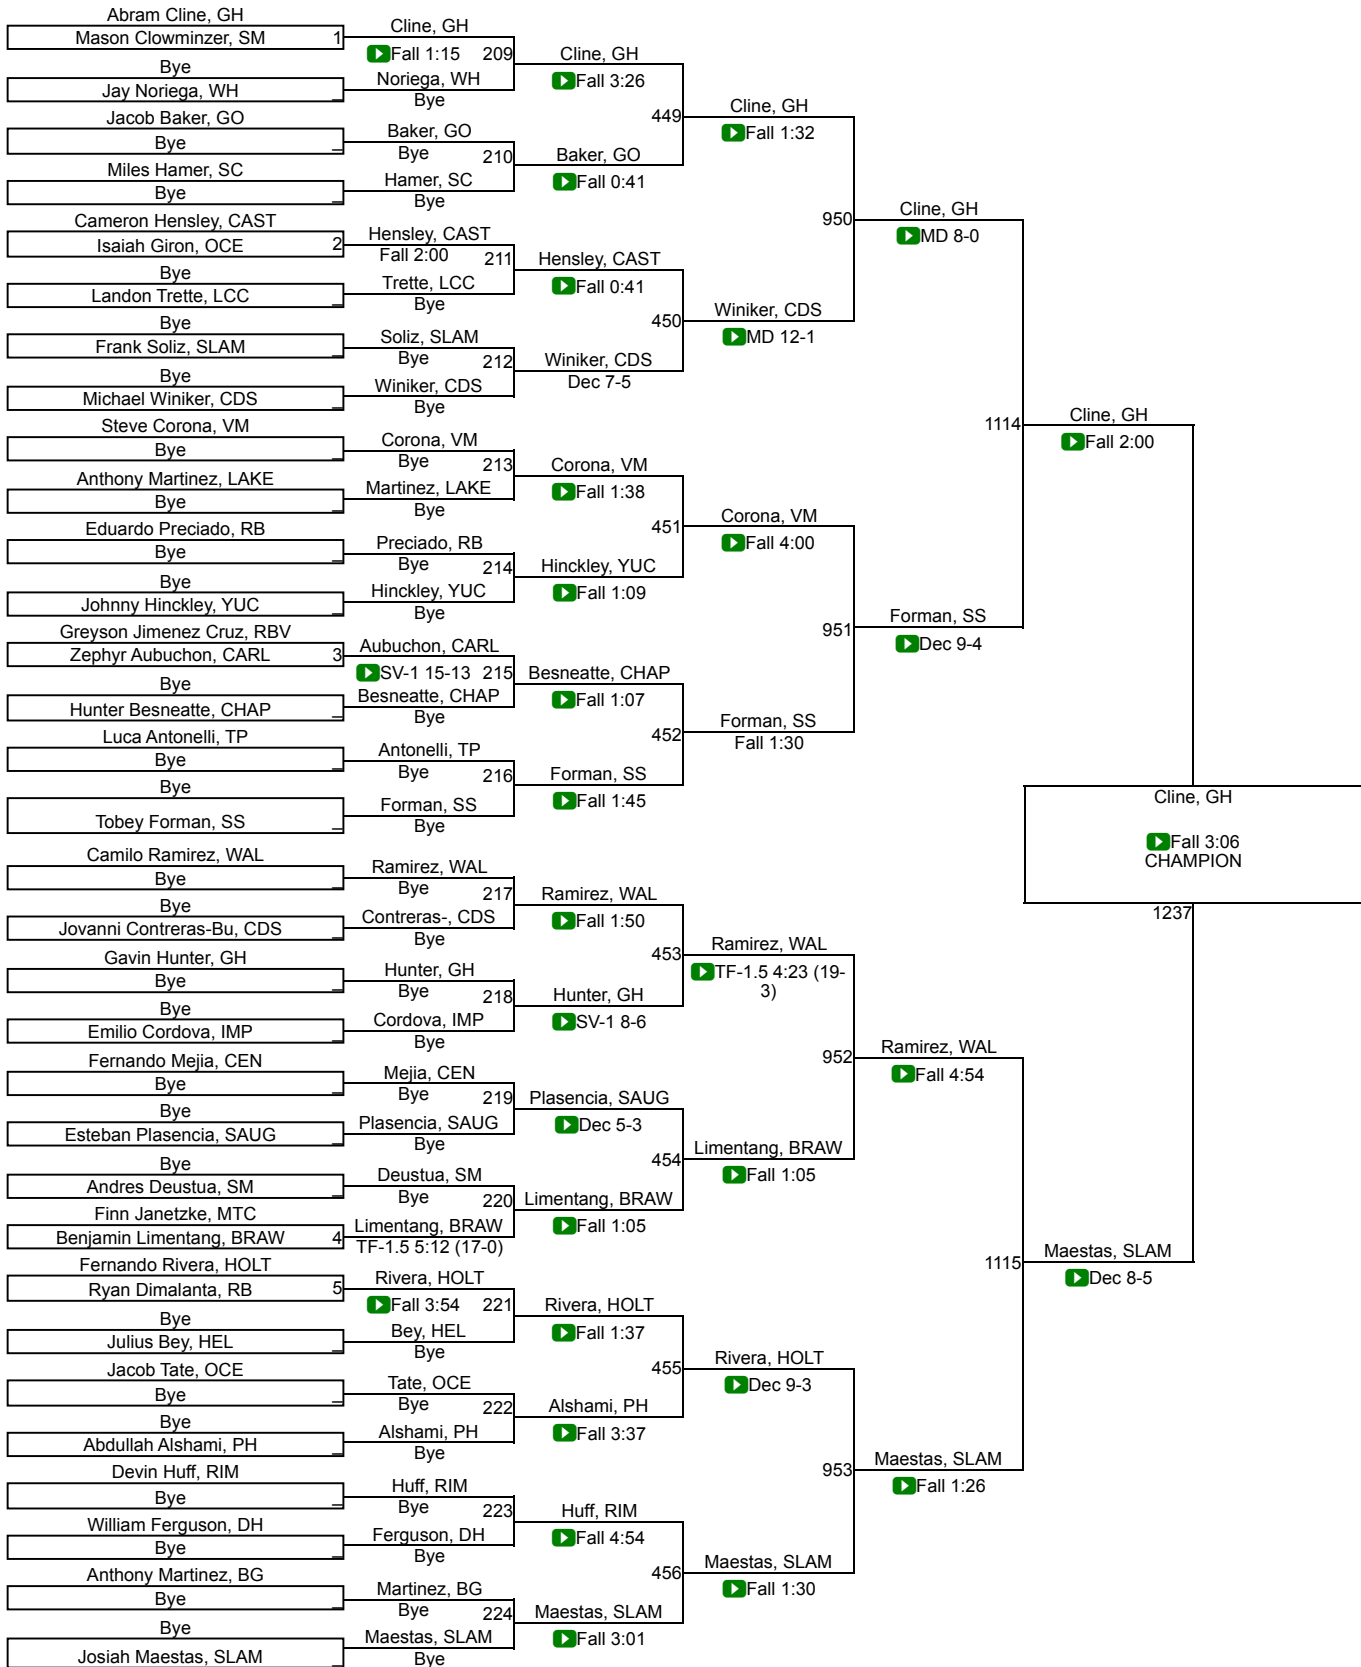 Abram Cline, GH
Mason Clowminzer, SM 1
Bye
Jay Noriega, WH
Jacob Baker, GO
Bye
Miles Hamer, SC
Bye
Cameron Hensley, CAST
Isaiah Giron, OCE 2
Bye
Landon Trette, LCC
Bye
Frank Soliz, SLAM
Bye
Michael Winiker, CDS
Steve Corona, VM
Bye
Anthony Martinez, LAKE
Bye
Eduardo Preciado, RB
Bye
Bye
Johnny Hinckley, YUC
Greyson Jimenez Cruz, RBV
Zephyr Aubuchon, CARL 3
Bye
Hunter Besneatte, CHAP
Luca Antonelli, TP
Bye
Bye
Tobey Forman, SS
Camilo Ramirez, WAL
Bye
Bye
Jovanni Contreras-Bu, CDS
Gavin Hunter, GH
Bye
Bye
Emilio Cordova, IMP
Fernando Mejia, CEN
Bye
Bye
Esteban Plasencia, SAUG
Bye
Andres Deustua, SM
Finn Janetzke, MTC
Benjamin Limentang, BRAW 4
Fernando Rivera, HOLT
Ryan Dimalanta, RB 5
Bye
Julius Bey, HEL
Jacob Tate, OCE
Bye
Bye
Abdullah Alshami, PH
Devin Huff, RIM
Bye
William Ferguson, DH
Bye
Anthony Martinez, BG
Bye
Bye
Josiah Maestas, SLAM
Cline, GH
Fall 1:15 209
Noriega, WH
Bye
Baker, GO
Bye 210
Hamer, SC
Bye
Hensley, CAST
Fall 2:00 211
Trette, LCC
Bye
Soliz, SLAM
Bye 212
Winiker, CDS
Bye
Corona, VM
Bye 213
Martinez, LAKE
Bye
Preciado, RB
Bye 214
Hinckley, YUC
Bye
Aubuchon, CARL
SV-1 15-13 215
Besneatte, CHAP
Bye
Antonelli, TP
Bye 216
Forman, SS
Bye
Ramirez, WAL
Bye 217
Contreras-, CDS
Bye
Hunter, GH
Bye 218
Cordova, IMP
Bye
Mejia, CEN
Bye 219
Plasencia, SAUG
Bye
Deustua, SM
Bye 220
Limentang, BRAW
TF-1.5 5:12 (17-0)
Rivera, HOLT
Fall 3:54 221
Bey, HEL
Bye
Tate, OCE
Bye 222
Alshami, PH
Bye
Huff, RIM
Bye 223
Ferguson, DH
Bye
Martinez, BG
Bye 224
Maestas, SLAM
Bye
Cline, GH
Fall 3:26
449
Baker, GO
Fall 0:41
Hensley, CAST
Fall 0:41
450
Winiker, CDS
Dec 7-5
Corona, VM
Fall 1:38
451
Hinckley, YUC
Fall 1:09
Besneatte, CHAP
Fall 1:07
452
Forman, SS
Fall 1:45
Ramirez, WAL
Fall 1:50
453
Hunter, GH
SV-1 8-6
Plasencia, SAUG
Dec 5-3
454
Limentang, BRAW
Fall 1:05
Rivera, HOLT
Fall 1:37
455
Alshami, PH
Fall 3:37
Huff, RIM
Fall 4:54
456
Maestas, SLAM
Fall 3:01
Cline, GH
Fall 1:32
950
Winiker, CDS
MD 12-1
Corona, VM
Fall 4:00
951
Forman, SS
Fall 1:30
Ramirez, WAL
TF-1.5 4:23 (19-
3)
952
Limentang, BRAW
Fall 1:05
Rivera, HOLT
Dec 9-3
953
Maestas, SLAM
Fall 1:30
Cline, GH
MD 8-0
1114
Forman, SS
Dec 9-4
Ramirez, WAL
Fall 4:54
1115
Maestas, SLAM
Fall 1:26
Cline, GH
Fall 2:00
Maestas, SLAM
Dec 8-5
Cline, GH
Fall 3:06
CHAMPION
1237